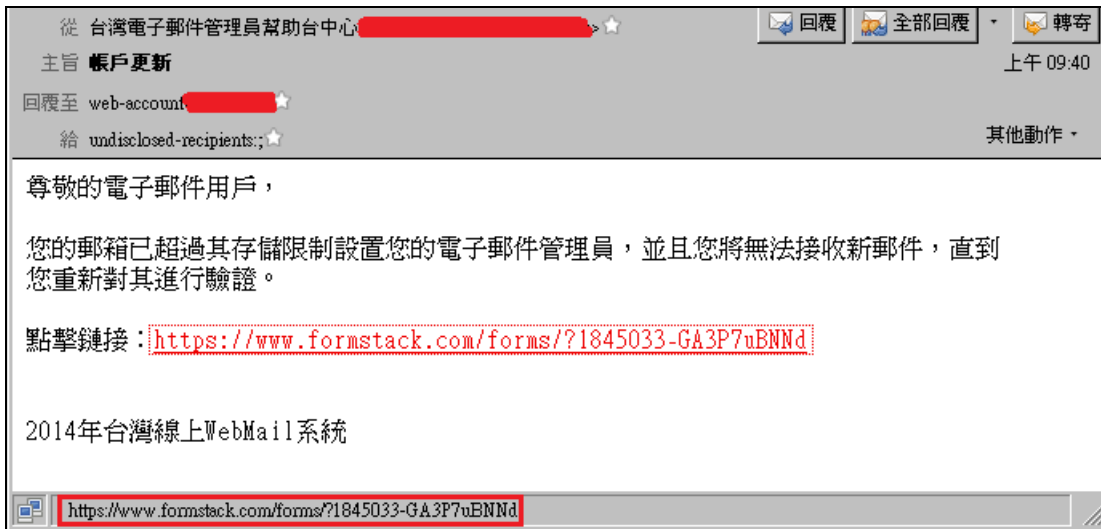 從 台灣電子郵件管理員幫助台中心 > 回覆 全部回覆 轉寄
主旨 帳戶更新 上午 09:40
回覆至 web-account
給 undisclosed-recipients:; 其他動作
尊敬的電子郵件用戶，
您的郵箱已超過其存儲限制設置您的電子郵件管理員，並且您將無法接收新郵件，直到
您重新對其進行驗證。
點擊鏈接：https://www.formstack.com/forms/?1845033-GA3P7uBNNd
2014年台灣線上WebMail系統
https://www.formstack.com/forms/?1845033-GA3P7uBNNd